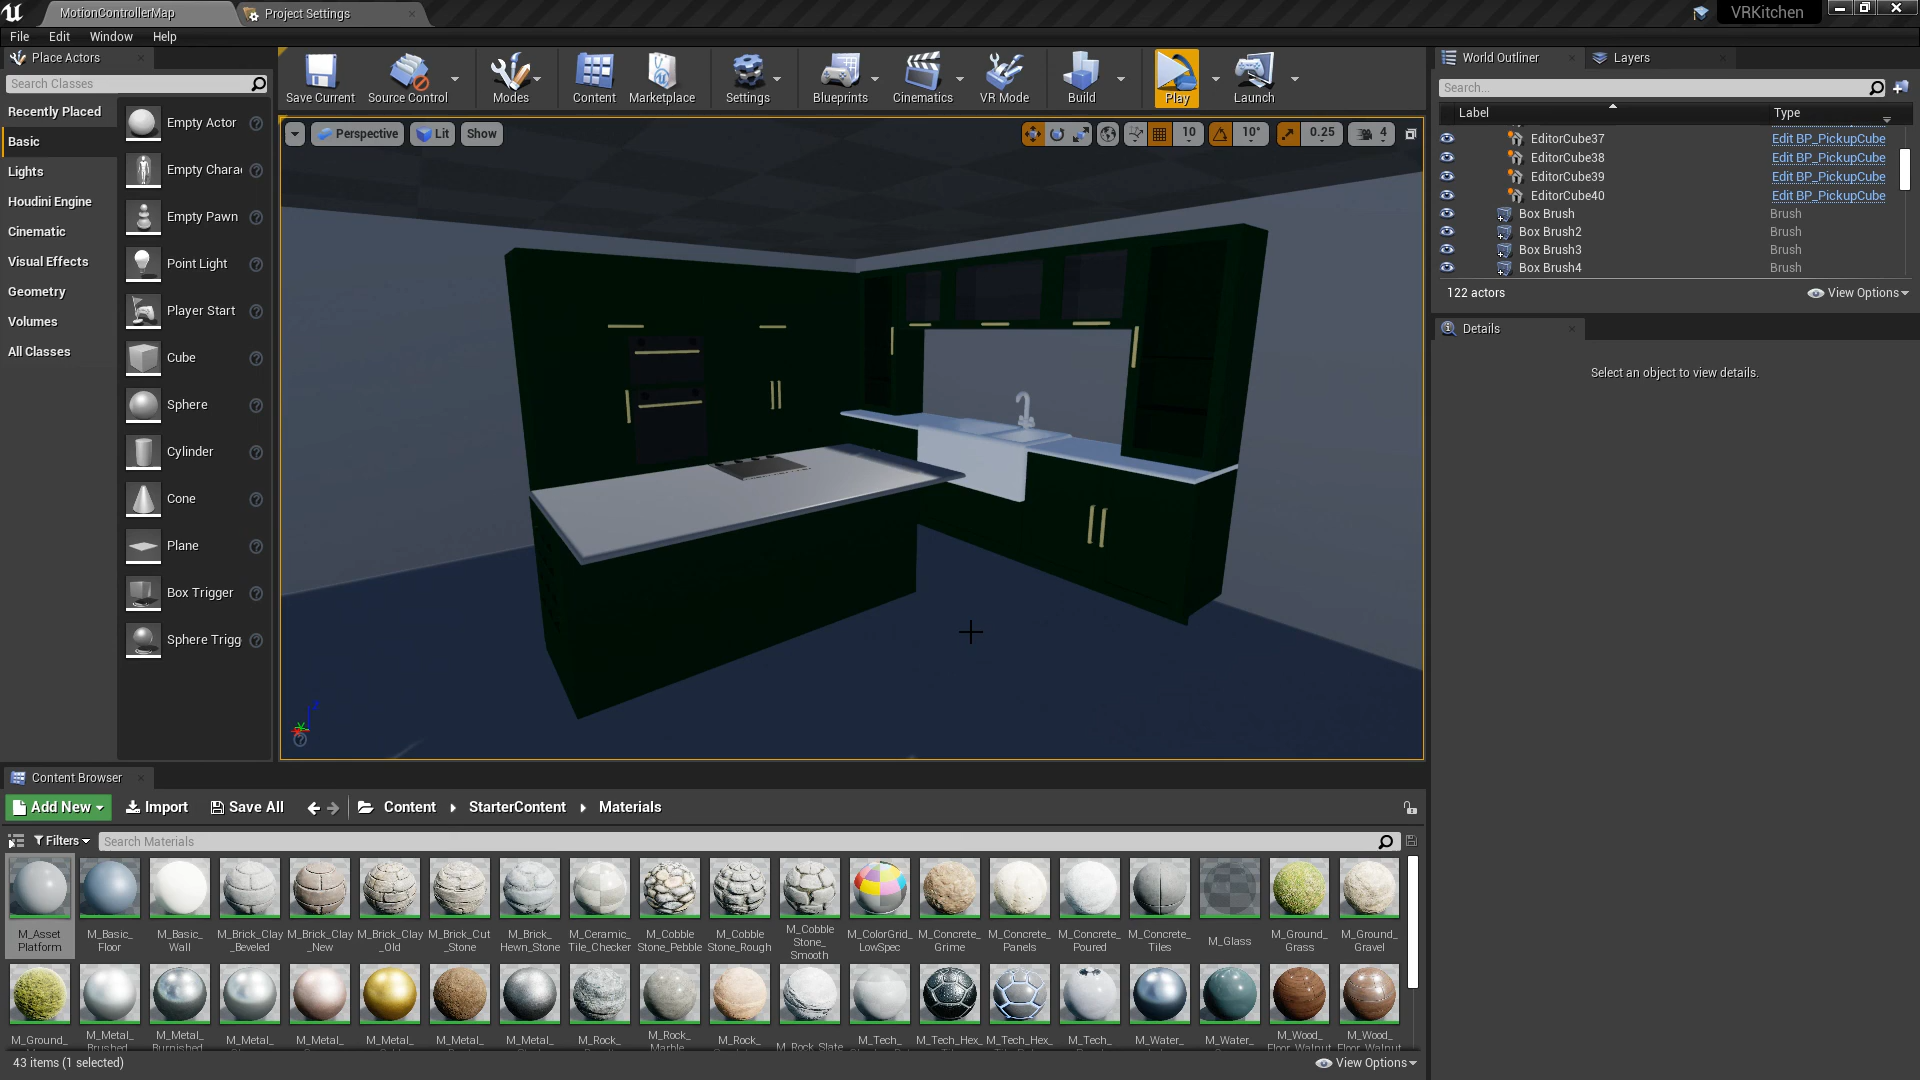 MotionControllerMap
Project Settings
VRKitchen
File Edit Window Help
Place Actors
Search Classes
Recently Placed
Basic
Lights
Houdini Engine
Cinematic
Visual Effects
Geometry
Volumes
All Classes
Empty Actor
Empty Chara
Empty Pawn
Point Light
Player Start
Cube
Sphere
Cylinder
Cone
Plane
Box Trigger
Sphere Trigg
Save Current
Source Control
Modes
Content
Marketplace
Settings
Blueprints
Cinematics
VR Mode
Build
Play
Launch
Perspective
Lit
Show
10
10°
0.25
4
World Outliner
Layers
Search...
Label
Type
EditorCube37 Edit BP_PickupCube
EditorCube38 Edit BP_PickupCube
EditorCube39 Edit BP_PickupCube
EditorCube40 Edit BP_PickupCube
Box Brush Brush
Box Brush2 Brush
Box Brush3 Brush
Box Brush4 Brush
122 actors
View Options
Details
Select an object to view details.
Content Browser
Add New
Import
Save All
Content
StarterContent
Materials
Filters
Search Materials
M_Asset
Platform
M_Basic_
Floor
M_Basic_
Wall
M_Brick_Clay
_Beveled
M_Brick_Clay
_New
M_Brick_Clay
_Old
M_Brick_Cut
_Stone
M_Brick_
Hewn_Stone
M_Ceramic_
Tile_Checker
M_Cobble
Stone_Pebble
M_Cobble
Stone_Rough
M_Cobble
Stone_
Smooth
M_ColorGrid_
LowSpec
M_Concrete_
Grime
M_Concrete_
Panels
M_Concrete_
Poured
M_Concrete_
Tiles
M_Glass
M_Ground_
Grass
M_Ground_
Gravel
M_Ground_
M_Metal_
Brushed
M_Metal_
Burnished
M_Metal_
M_Metal_
M_Metal_
M_Metal_
M_Metal_
M_Rock_
M_Rock_
Marble
M_Rock_
M_Rock_Slate
M_Tech_
M_Tech_Hex_
M_Tech_Hex_
M_Tech_
M_Water_
M_Water_
M_Wood_
Floor_Walnut
M_Wood_
Floor_Walnut
43 items (1 selected)
View Options